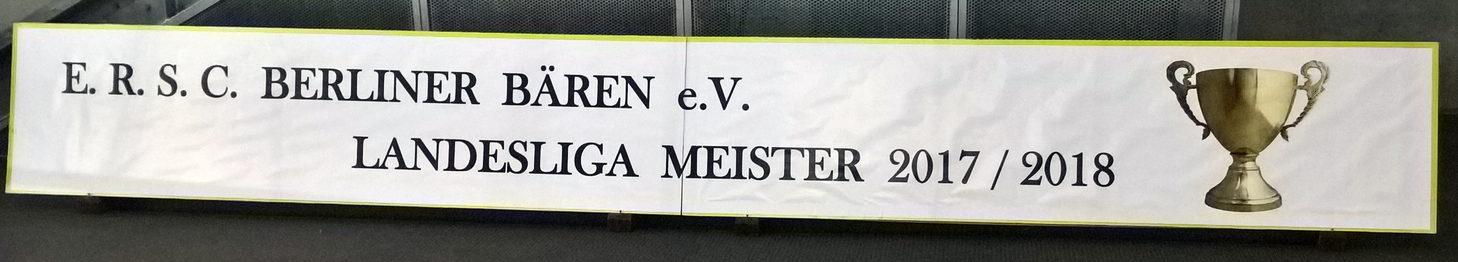 E. R. S. C. BERLINER BÄREN e.V.
LANDESLIGA MEISTER 2017 / 2018